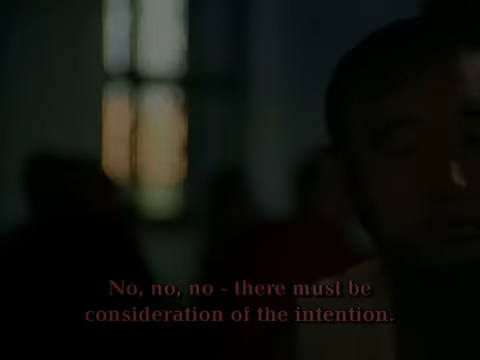 No, no, no - there must be
consideration of the intention.